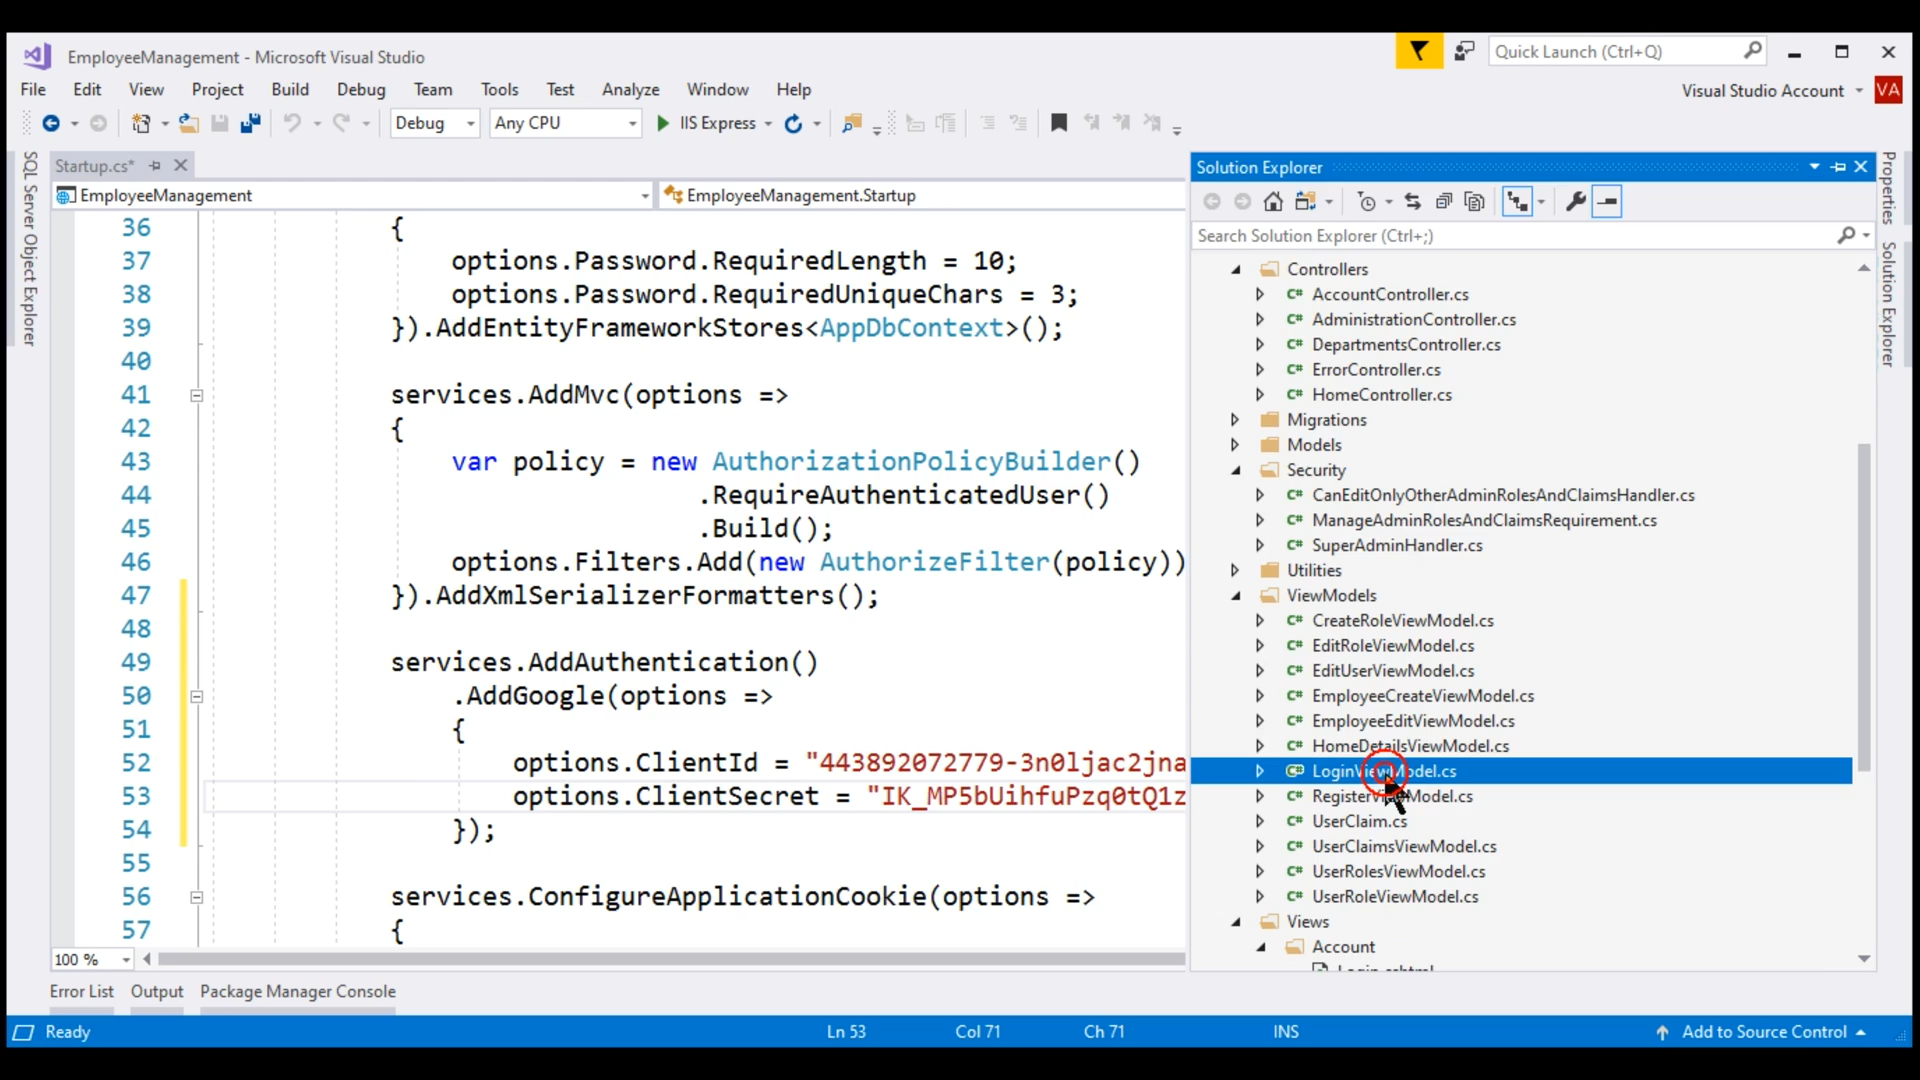 EmployeeManagement - Microsoft Visual Studio
Quick Launch (Ctrl+Q)
File Edit View Project Build Debug Team Tools Test Analyze Window Help
Visual Studio Account VA
Debug Any CPU IIS Express
SQL Server Object Explorer
Startup.cs*
EmployeeManagement EmployeeManagement.Startup
36 {
37 options.Password.RequiredLength = 10;
38 options.Password.RequiredUniqueChars = 3;
39 }).AddEntityFrameworkStores<AppDbContext>();
40
41 services.AddMvc(options =>
42 {
43 var policy = new AuthorizationPolicyBuilder()
44 .RequireAuthenticatedUser()
45 .Build();
46 options.Filters.Add(new AuthorizeFilter(policy))
47 }).AddXmlSerializerFormatters();
48
49 services.AddAuthentication()
50 .AddGoogle(options =>
51 {
52 options.ClientId = "443892072779-3n0ljac2jna
53 options.ClientSecret = "IK_MP5bUihfuPzq0tQ1z
54 });
55
56 services.ConfigureApplicationCookie(options =>
57 {
100 %
Solution Explorer
Search Solution Explorer (Ctrl+;)
Controllers
C# AccountController.cs
C# AdministrationController.cs
C# DepartmentsController.cs
C# ErrorController.cs
C# HomeController.cs
Migrations
Models
Security
C# CanEditOnlyOtherAdminRolesAndClaimsHandler.cs
C# ManageAdminRolesAndClaimsRequirement.cs
C# SuperAdminHandler.cs
Utilities
ViewModels
C# CreateRoleViewModel.cs
C# EditRoleViewModel.cs
C# EditUserViewModel.cs
C# EmployeeCreateViewModel.cs
C# EmployeeEditViewModel.cs
C# HomeDetailsViewModel.cs
C# LoginViewModel.cs
C# RegisterViewModel.cs
C# UserClaim.cs
C# UserClaimsViewModel.cs
C# UserRolesViewModel.cs
C# UserRoleViewModel.cs
Views
Account
Login.cshtml
Properties
Solution Explorer
Error List Output Package Manager Console
Ready Ln 53 Col 71 Ch 71 INS Add to Source Control